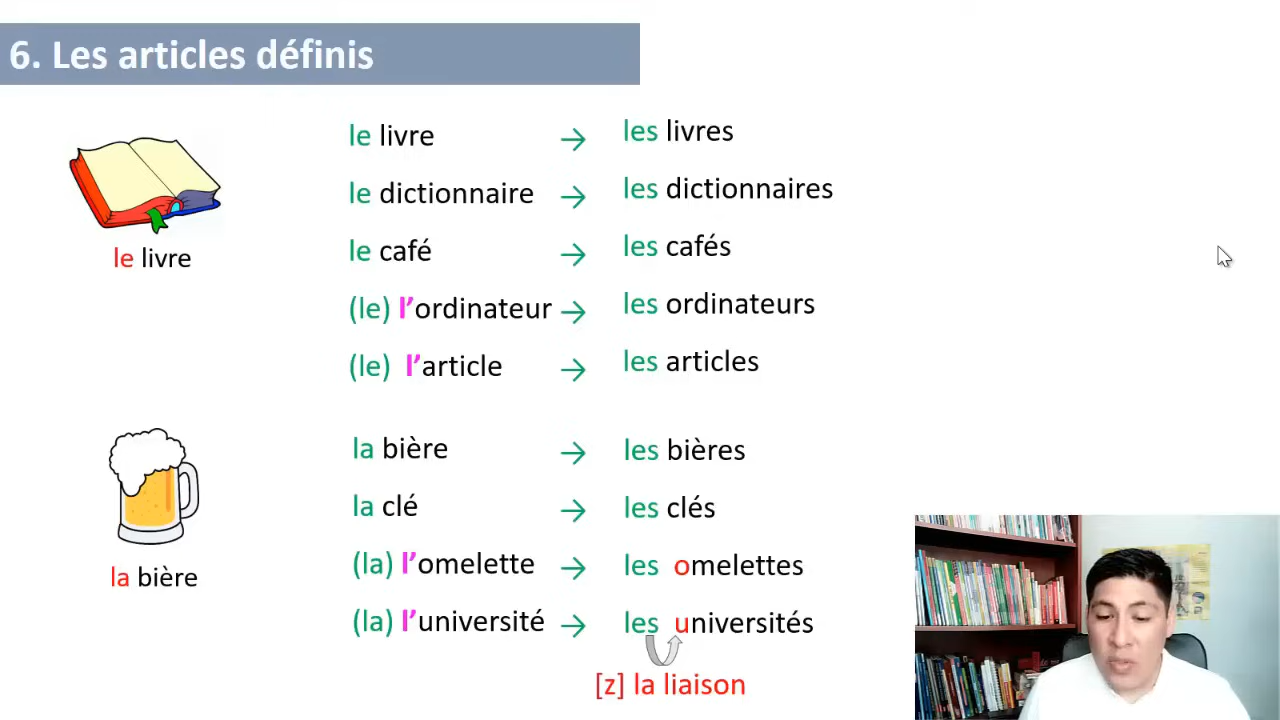 6. Les articles définis
le livre → les livres
le dictionnaire → les dictionnaires
le café → les cafés
(le) l’ordinateur → les ordinateurs
(le) l’article → les articles
le livre
la bière → les bières
la clé → les clés
(la) l’omelette → les omelettes
(la) l’université → les universités
la bière
[z] la liaison